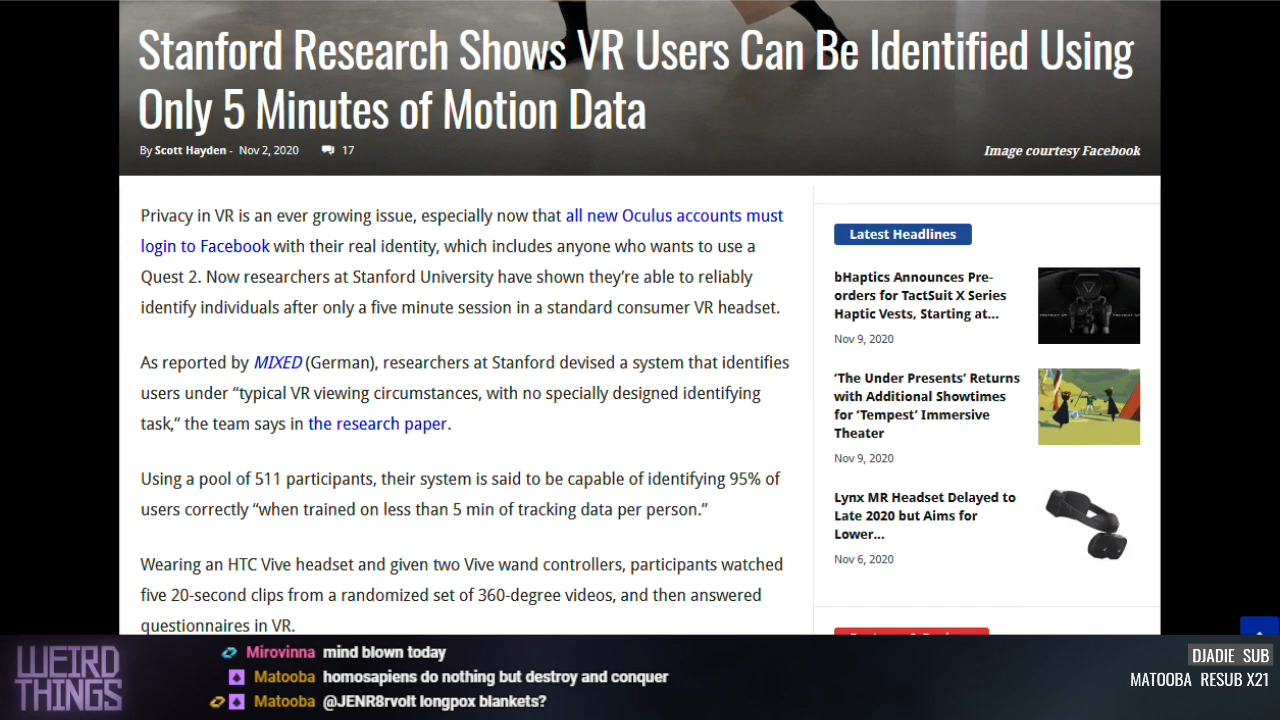 Stanford Research Shows VR Users Can Be Identified Using
Only 5 Minutes of Motion Data
By Scott Hayden - Nov 2, 2020 17
Image courtesy Facebook
Privacy in VR is an ever growing issue, especially now that all new Oculus accounts must
login to Facebook with their real identity, which includes anyone who wants to use a
Quest 2. Now researchers at Stanford University have shown they’re able to reliably
identify individuals after only a five minute session in a standard consumer VR headset.
As reported by MIXED (German), researchers at Stanford devised a system that identifies
users under “typical VR viewing circumstances, with no specially designed identifying
task,” the team says in the research paper.
Using a pool of 511 participants, their system is said to be capable of identifying 95% of
users correctly “when trained on less than 5 min of tracking data per person.”
Wearing an HTC Vive headset and given two Vive wand controllers, participants watched
five 20-second clips from a randomized set of 360-degree videos, and then answered
questionnaires in VR.
Latest Headlines
bHaptics Announces Pre-
orders for TactSuit X Series
Haptic Vests, Starting at...
Nov 9, 2020
‘The Under Presents’ Returns
with Additional Showtimes
for ‘Tempest’ Immersive
Theater
Nov 9, 2020
Lynx MR Headset Delayed to
Late 2020 but Aims for
Lower...
Nov 6, 2020
WEIRD
THINGS
Mirovinna mind blown today
Matooba homosapiens do nothing but destroy and conquer
Matooba @JENR8rvolt longpox blankets?
DJADIE SUB
MATOOBA RESUB X21